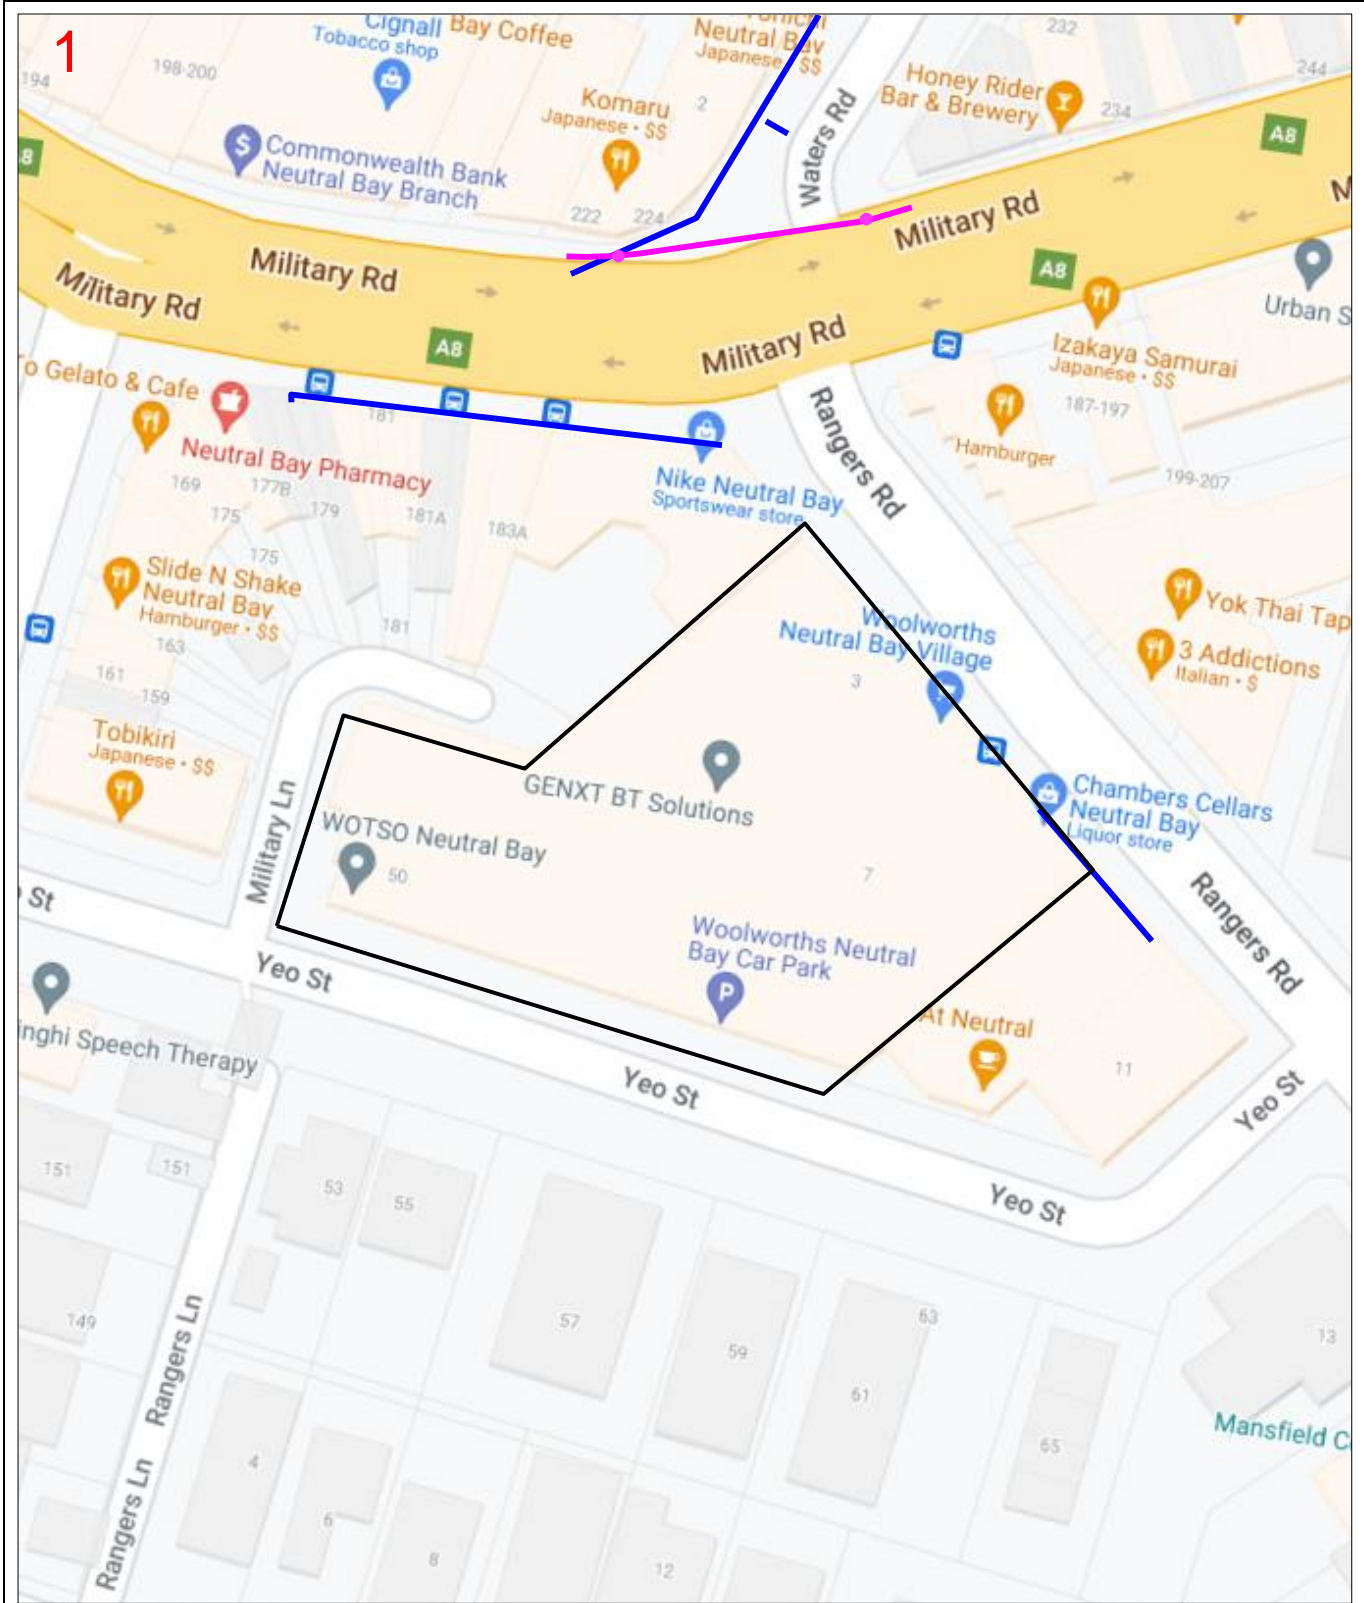 1
Cignall
Tobacco shop
Bay Coffee
Neutral Bay
Japanese • $$
232
244
194
198-200
Komaru
Japanese • $$
2
Waters Rd
Honey Rider
Bar & Brewery
234
A8
Commonwealth Bank
Neutral Bay Branch
222
224
Military Rd
Military Rd
A8
Military Rd
A8
Military Rd
Urban S
Izakaya Samurai
Japanese • $$
187-197
o Gelato & Cafe
181
Rangers Rd
Neutral Bay Pharmacy
Hamburger
199-207
Nike Neutral Bay
Sportswear store
169
177B
179
175
181A
183A
175
Slide N Shake
Neutral Bay
Hamburger • $$
181
163
161
159
Woolworths
Neutral Bay Village
3
Yok Thai Tap
3 Addictions
Italian • $
Tobikiri
Japanese • $$
GENXT BT Solutions
Chambers Cellars
Neutral Bay
Liquor store
Military Ln
WOTSO Neutral Bay
50
7
St
Rangers Rd
Woolworths Neutral
Bay Car Park
P
Yeo St
At Neutral
inghi Speech Therapy
11
Yeo St
Yeo St
151
151
53
55
Yeo St
149
57
59
63
61
13
Rangers Ln
65
Mansfield C
4
6
8
12
Rangers Ln